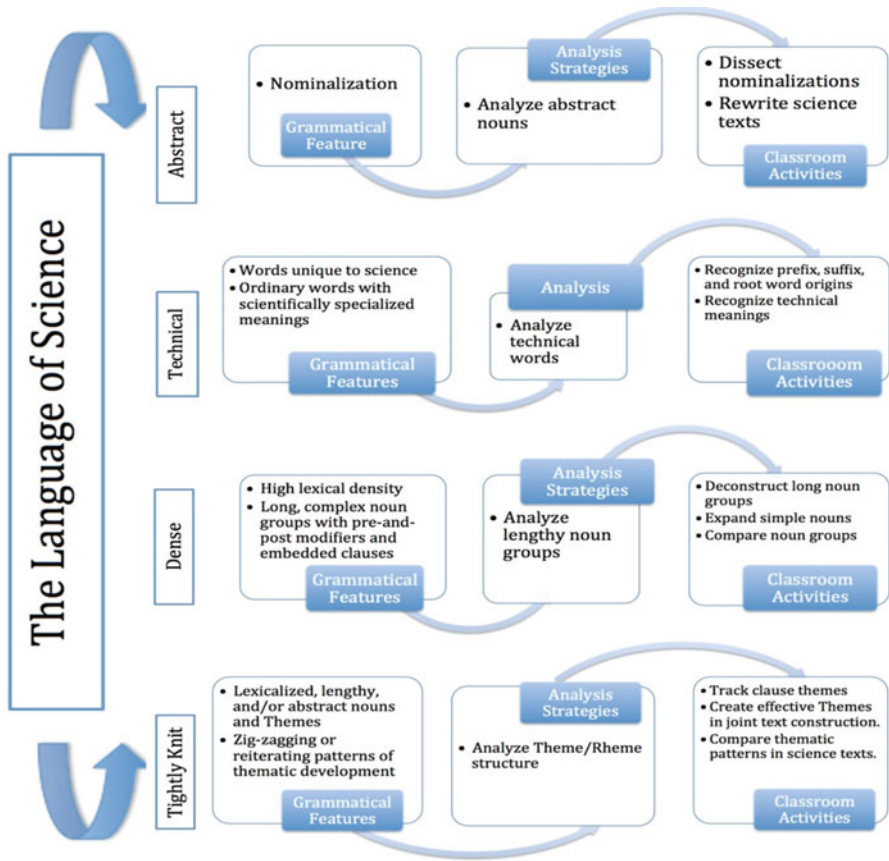 The Language of Science
Abstract
• Nominalization
Grammatical
Feature
Analysis
Strategies
• Analyze abstract
nouns
• Dissect
nominalizations
• Rewrite science
texts
Classroom
Activities
Technical
• Words unique to science
• Ordinary words with
scientifically specialized
meanings
Grammatical
Features
Analysis
• Analyze
technical
words
• Recognize prefix, suffix,
and root word origins
• Recognize technical
meanings
Classrooom
Activities
Dense
• High lexical density
• Long, complex noun
groups with pre-and-
post modifiers and
embedded clauses
Grammatical
Features
Analysis
Strategies
• Analyze
lengthy noun
groups
• Deconstruct long noun
groups
• Expand simple nouns
• Compare noun groups
Classroom
Activities
Tightly Knit
• Lexicalized, lengthy,
and/or abstract nouns
and Themes
• Zig-zagging or
reiterating patterns of
thematic development
Grammatical
Features
Analysis
Strategies
• Analyze Theme/Rheme
structure
• Track clause themes
• Create effective Themes
in joint text construction.
• Compare thematic
patterns in science texts.
Classroom
Activities